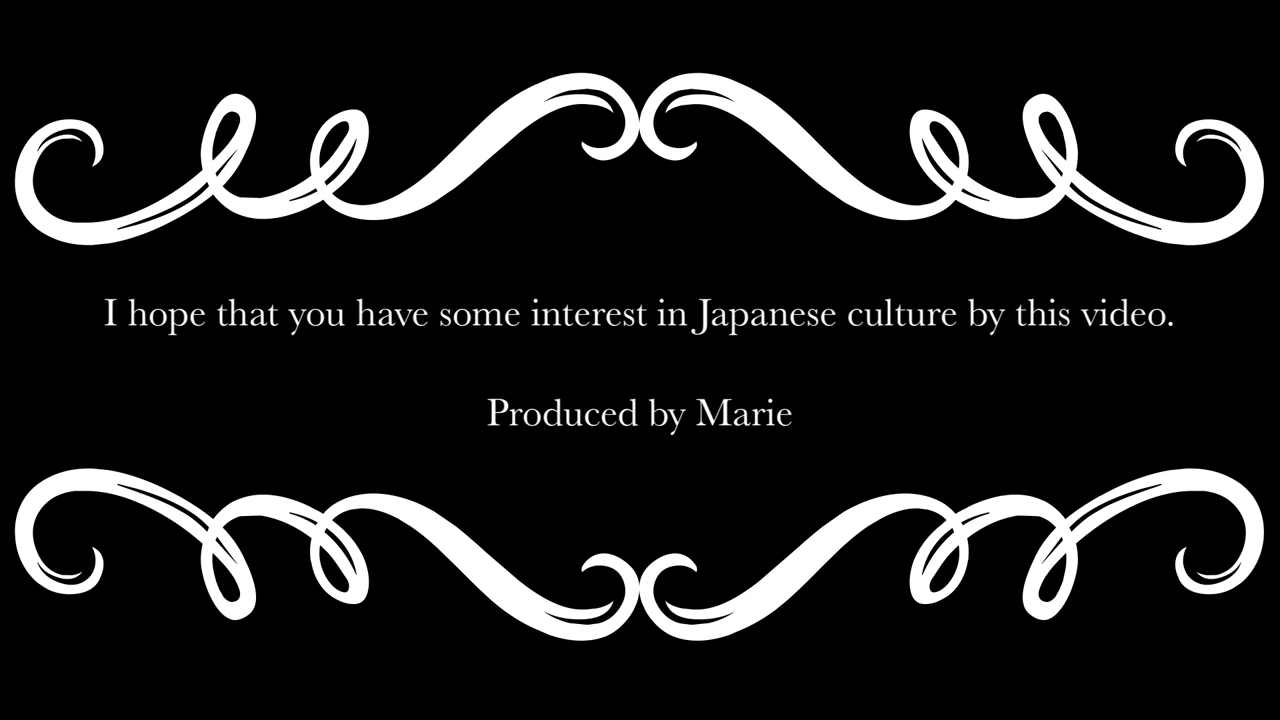 I hope that you have some interest in Japanese culture by this video.
Produced by Marie